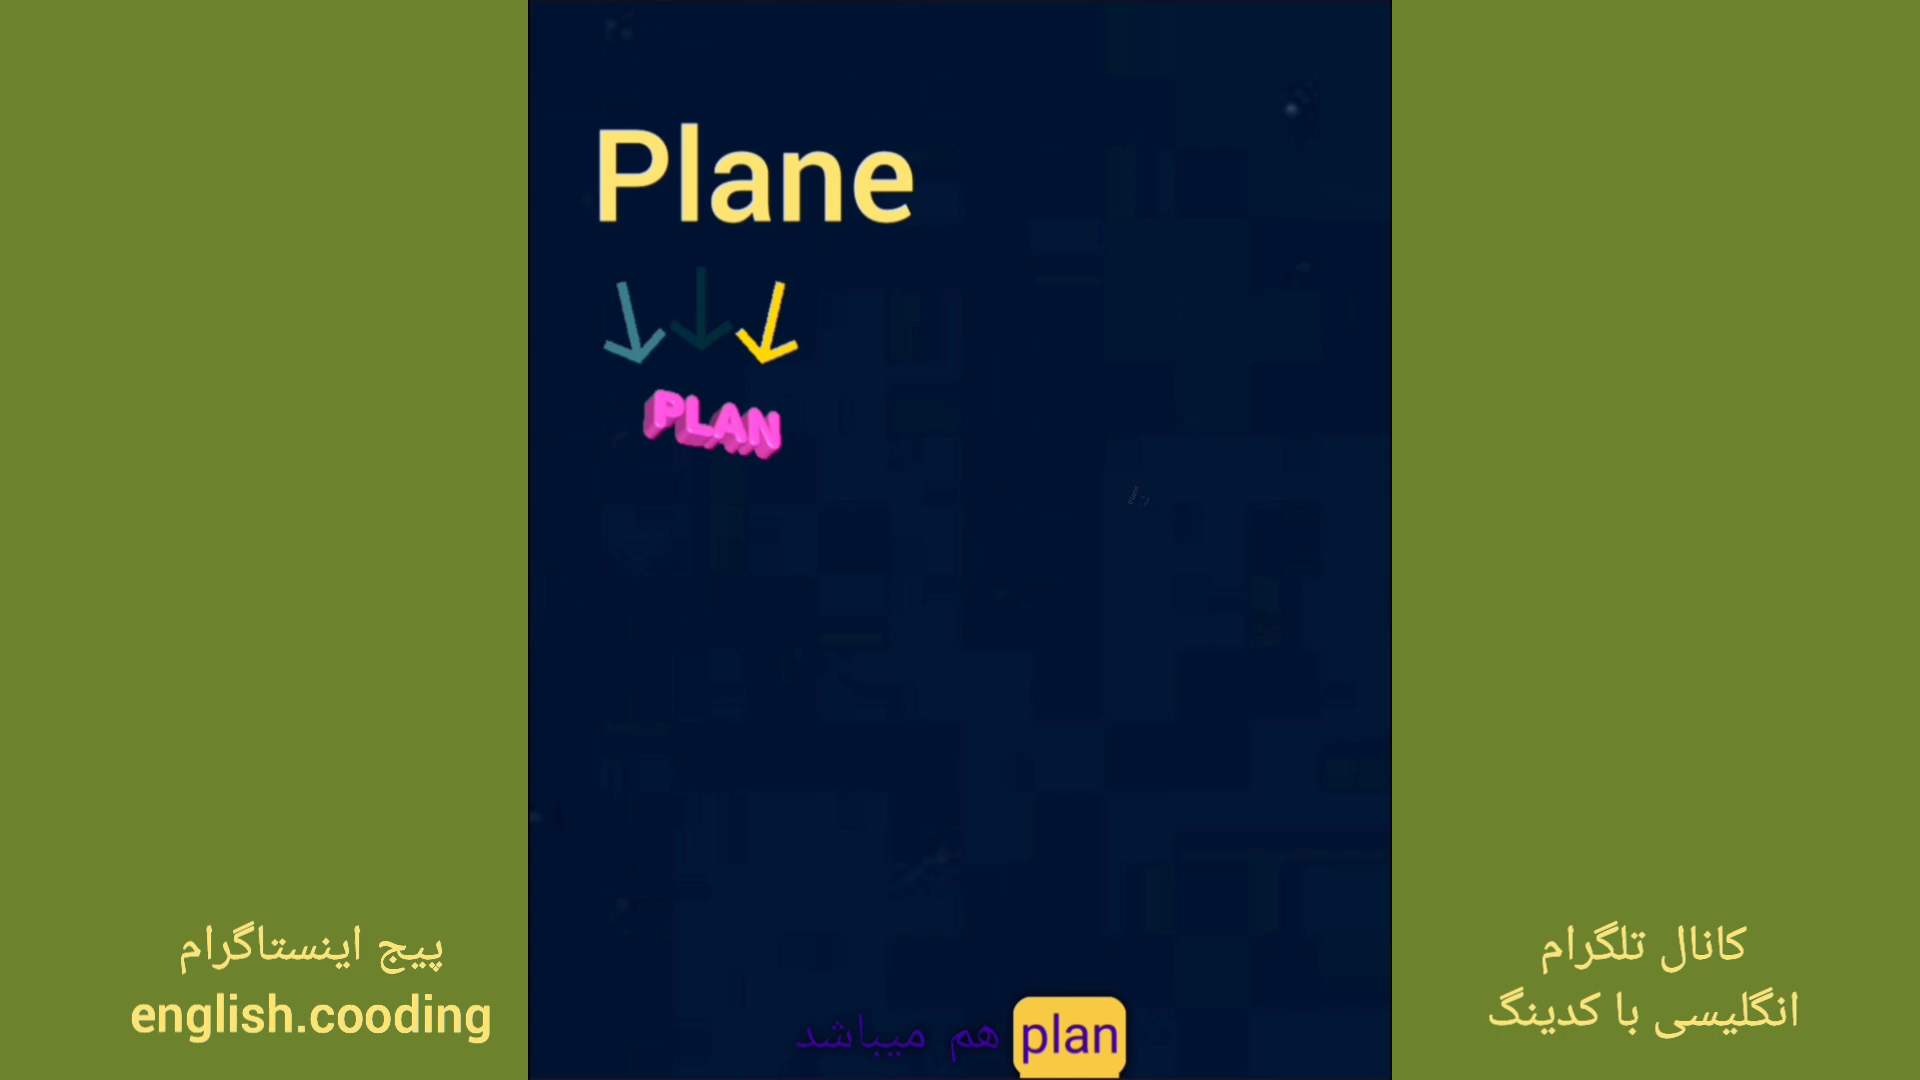 Plane
PLAN
plan هم میباشد
پیج اینستاگرام
english.cooding
کانال تلگرام
انگلیسی با کدینگ